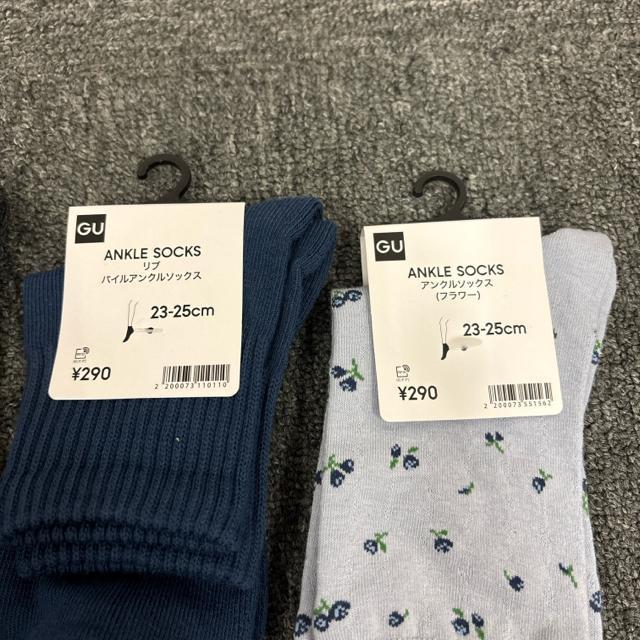 GU
ANKLE SOCKS
リブ
パイルアンクルソックス
23-25cm
¥290
2 200073 110110
GU
ANKLE SOCKS
アンクルソックス
(フラワー)
23-25cm
¥290
2 200073 551562